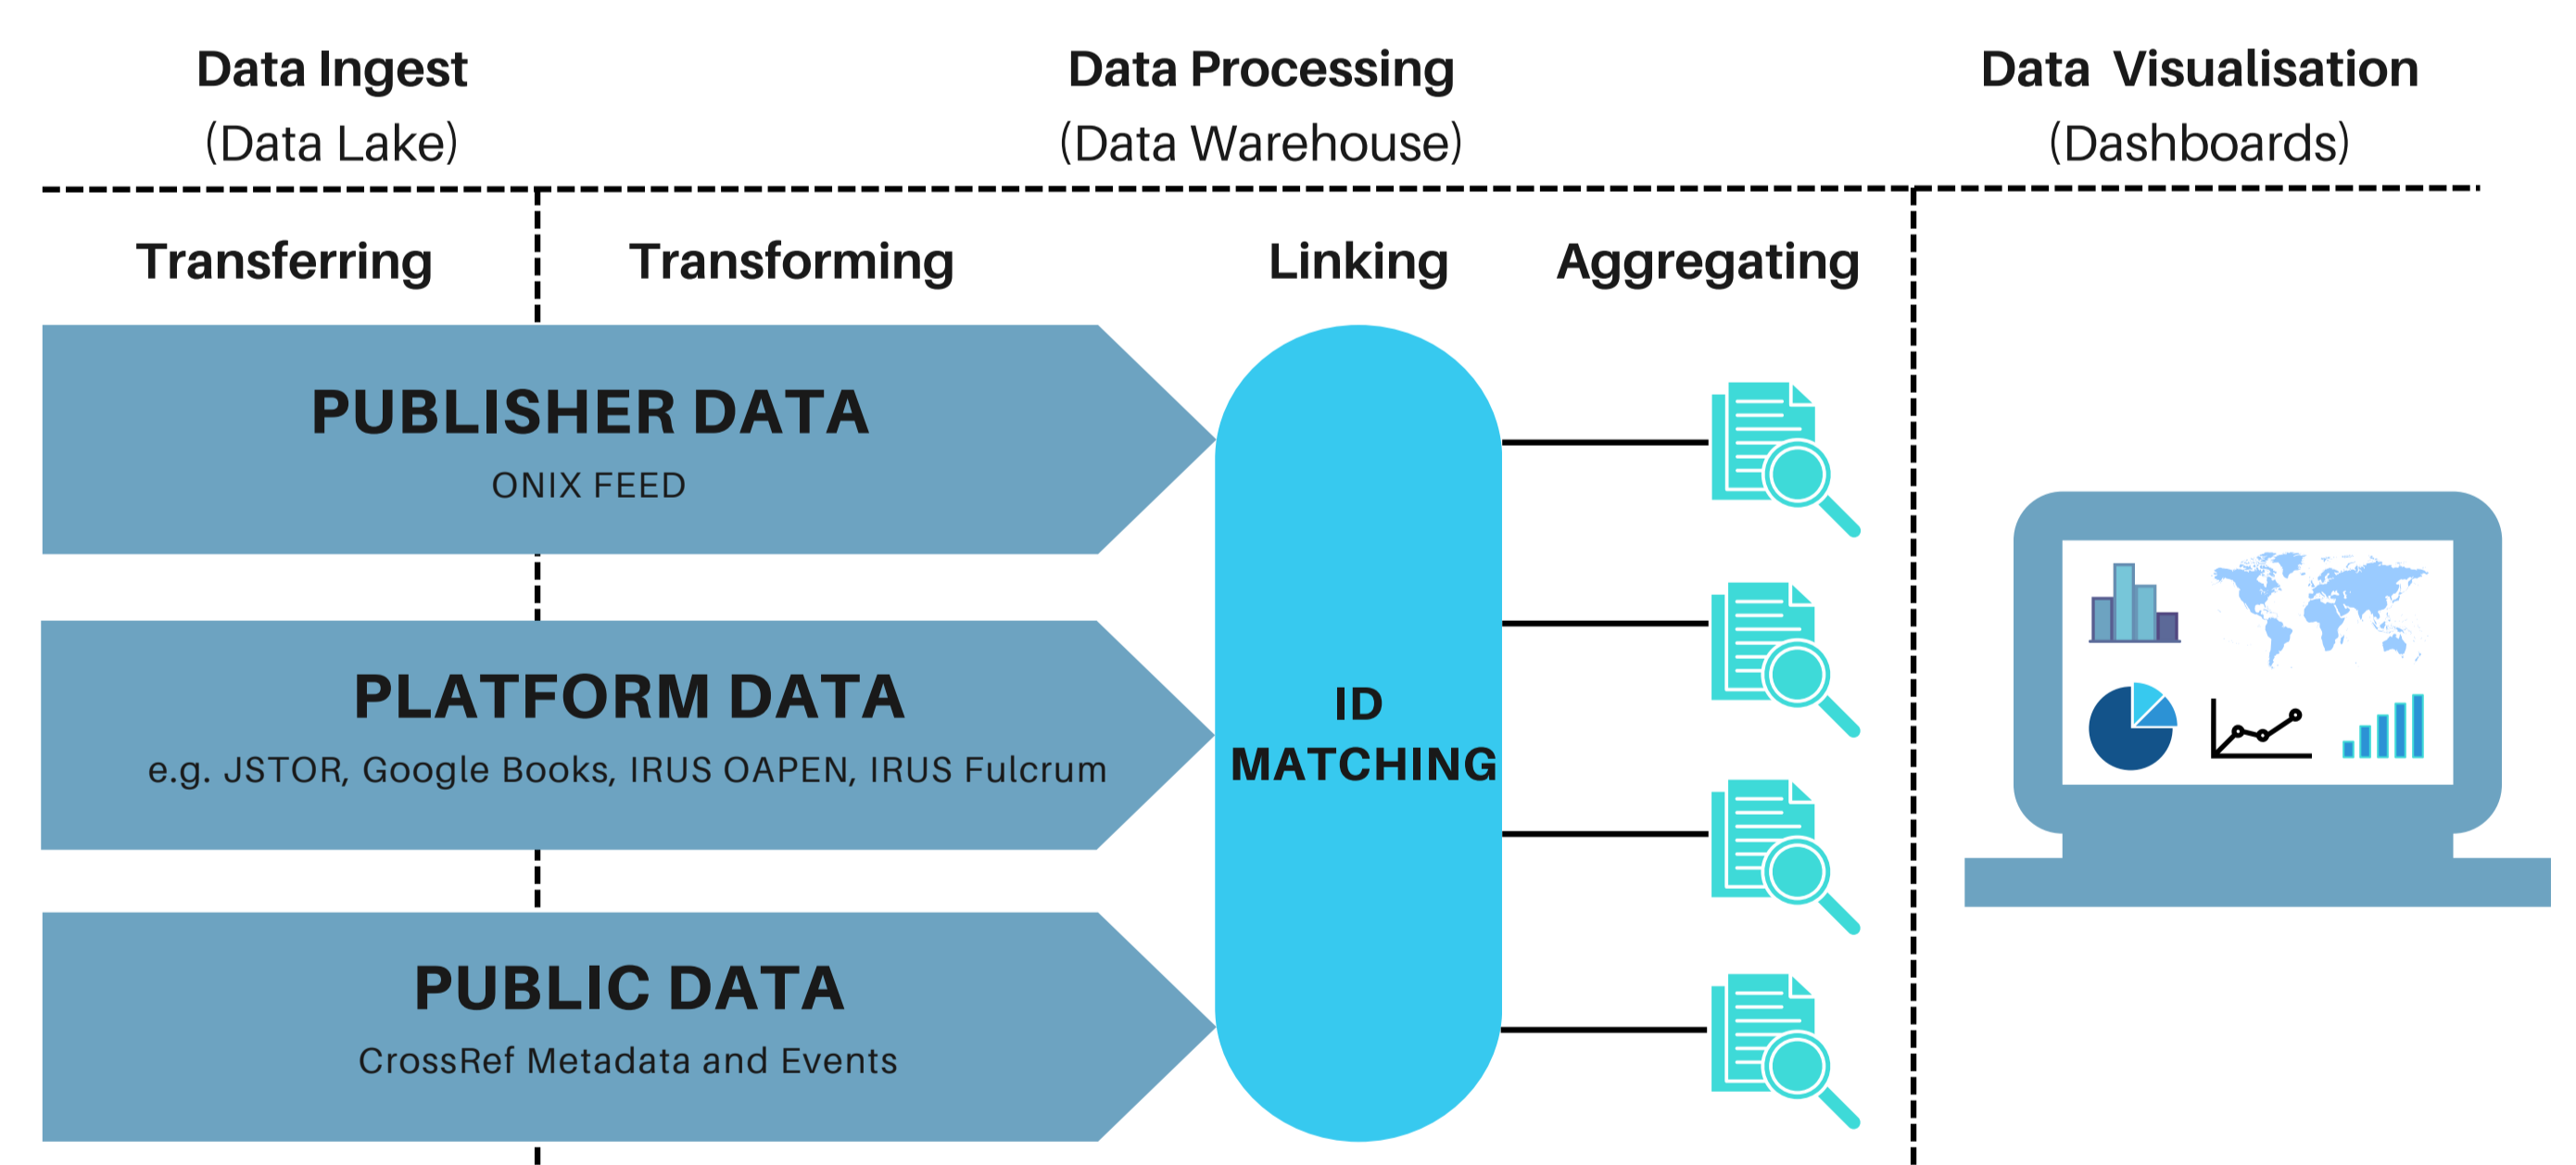 Data Ingest
(Data Lake)
Data Processing
(Data Warehouse)
Data  Visualisation
(Dashboards)
Transferring
Transforming
Linking
Aggregating
PUBLISHER DATA
ONIX FEED
PLATFORM DATA
e.g. JSTOR, Google Books, IRUS OAPEN, IRUS Fulcrum
PUBLIC DATA
CrossRef Metadata and Events
ID
MATCHING